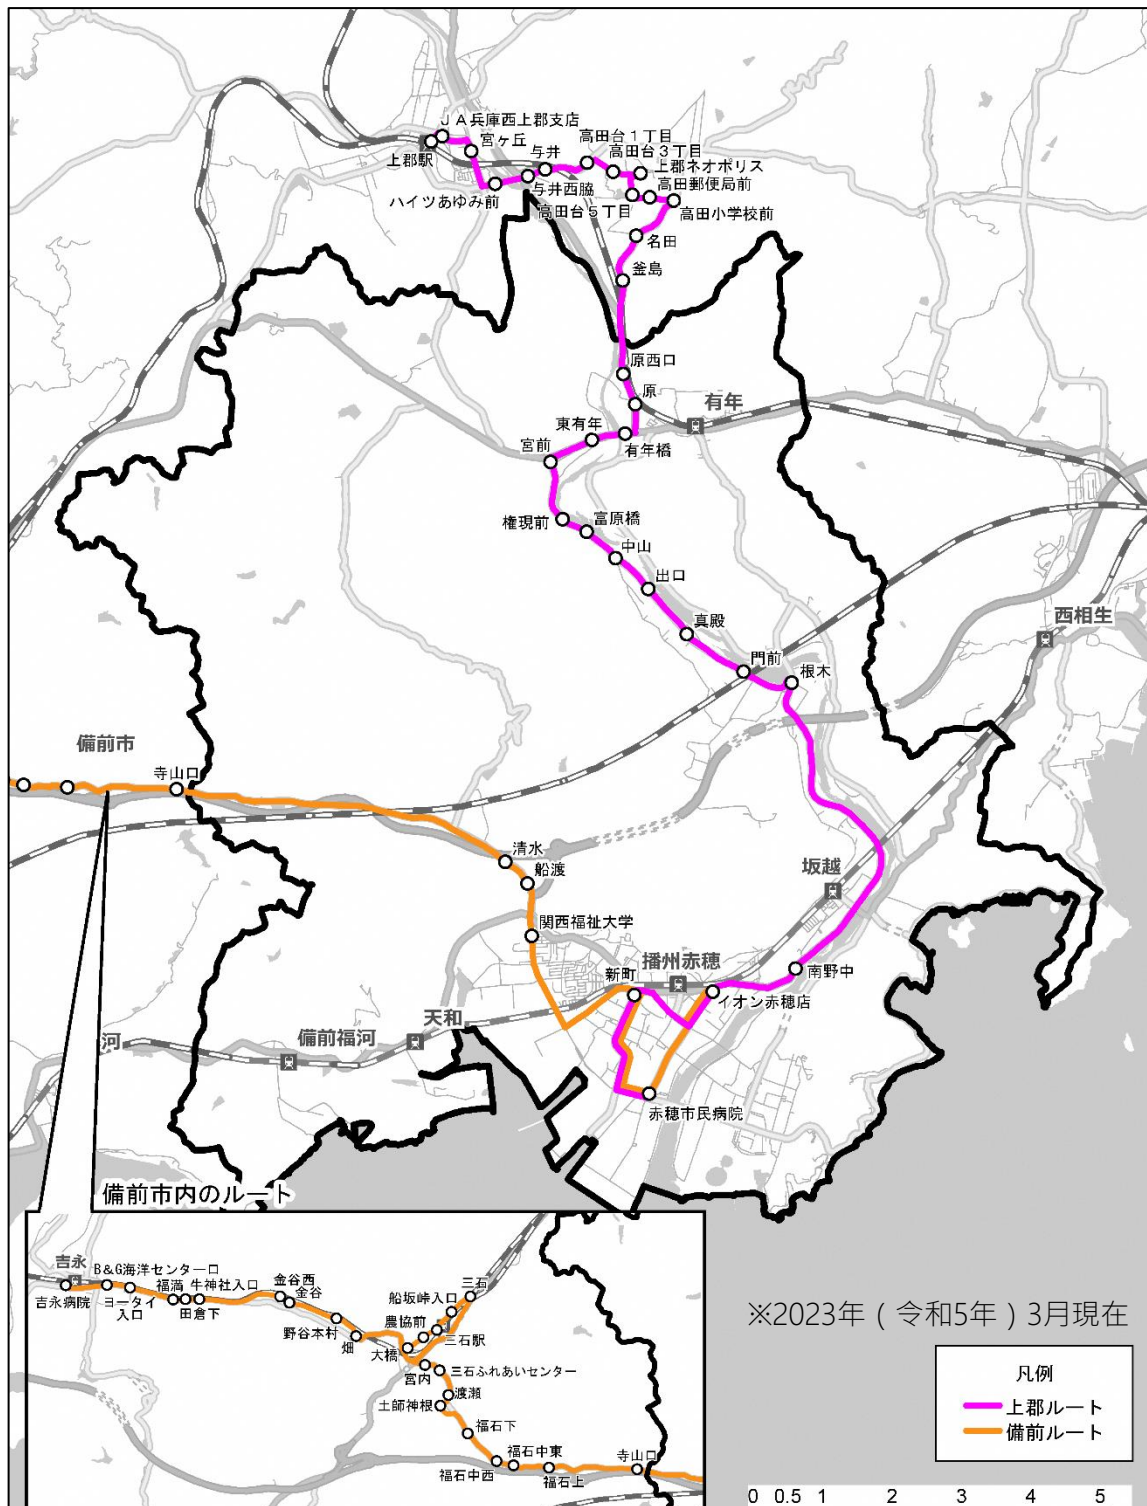 ＪＡ兵庫西上郡支店
上郡駅
宮ヶ丘
ハイツあゆみ前
与井
与井西脇
高田台１丁目
高田台３丁目
上郡ネオポリス
高田郵便局前
高田台５丁目
高田小学校前
名田
釜島
原西口
原
有年
東有年
有年橋
宮前
権現前
富原橋
中山
出口
真殿
門前
根木
西相生
備前市
寺山口
清水
船渡
関西福祉大学
坂越
播州赤穂
新町
南野中
イオン赤穂店
天和
備前福河
河
赤穂市民病院
備前市内のルート
吉永
吉永病院
B＆G海洋センター口
ヨータイ
入口
福満
田倉下
牛神社入口
金谷西
金谷
野谷本村
畑
大橋
農協前
船坂峠入口
三石
三石駅
宮内
三石ふれあいセンター
渡瀬
土師神根
福石下
福石中西
福石中東
福石上
寺山口
※2023年（令和5年）3月現在
凡例
上郡ルート
備前ルート
0 0.5 1 2 3 4 5